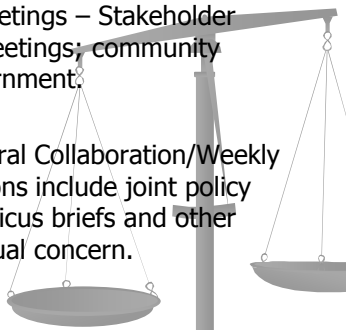 etings – Stakeholder
eetings; community
rnment.
ral Collaboration/Weekly
ons include joint policy
icus briefs and other
ual concern.